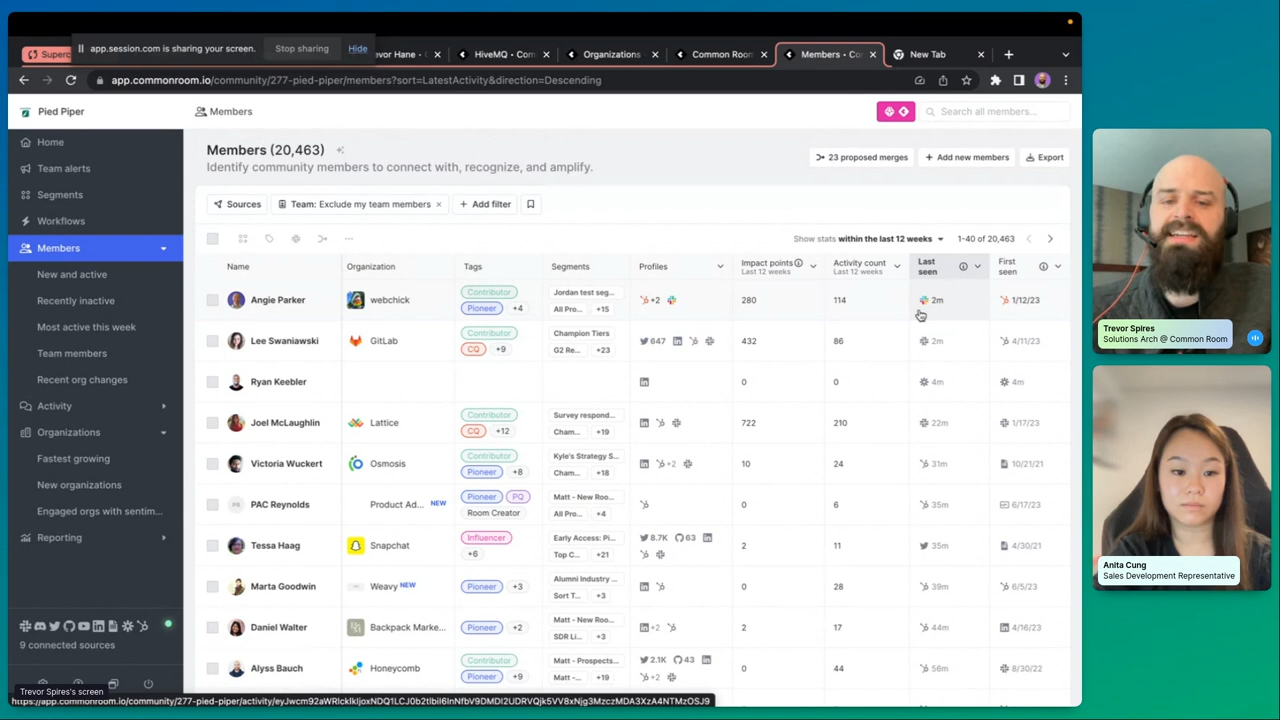 Superc
app.session.com is sharing your screen.
Stop sharing
Hide
vor Hane - C
HiveMQ - Com
Organizations
Common Room
Members - Co
New Tab
app.commonroom.io/community/277-pied-piper/members?sort=LatestActivity&direction=Descending
Pied Piper
Members
Search all members...
Home
Team alerts
Segments
Workflows
Members
New and active
Recently inactive
Most active this week
Team members
Recent org changes
Activity
Organizations
Fastest growing
New organizations
Engaged orgs with sentim...
Reporting
9 connected sources
Members (20,463)
Identify community members to connect with, recognize, and amplify.
23 proposed merges
Add new members
Export
Sources
Team: Exclude my team members
Add filter
Show stats within the last 12 weeks
1-40 of 20,463
Name Organization Tags Segments Profiles Impact points Last 12 weeks Activity count Last 12 weeks Last seen First seen
Angie Parker webchick Contributor Jordan test seg... +2 280 114 2m 1/12/23
Pioneer +4 All Pro... +15
Lee Swaniawski GitLab Contributor Champion Tiers 647 432 86 2m 4/11/23
CQ +9 G2 Re... +23
Ryan Keebler 0 0 4m 4m
Joel McLaughlin Lattice Contributor Survey respond... 722 210 22m 1/17/23
CQ +12 Cham... +19
Victoria Wuckert Osmosis Contributor Kyle's Strategy S... +2 10 24 31m 10/21/21
Pioneer +8 Cham... +18
PAC Reynolds Product Ad... NEW Pioneer PQ Matt - New Roo... 0 6 35m 6/17/23
Room Creator All Pro... +4
Tessa Haag Snapchat Influencer Early Access: Pi... 8.7K 63 2 11 35m 4/30/21
+6 Top C... +21
Marta Goodwin Weavy NEW Pioneer +3 Alumni Industry ... 0 28 39m 6/5/23
Sort T... +3
Daniel Walter Backpack Marke... Pioneer +2 Matt - New Roo... +2 2 17 44m 4/16/23
SDR Li... +3
Alyss Bauch Honeycomb Contributor Matt - Prospects... 2.1K 43 0 44 56m 8/30/22
Pioneer +9 Matt -... +19 +2
Trevor Spires's screen
Trevor Spires
Solutions Arch @ Common Room
Anita Cung
Sales Development Representative